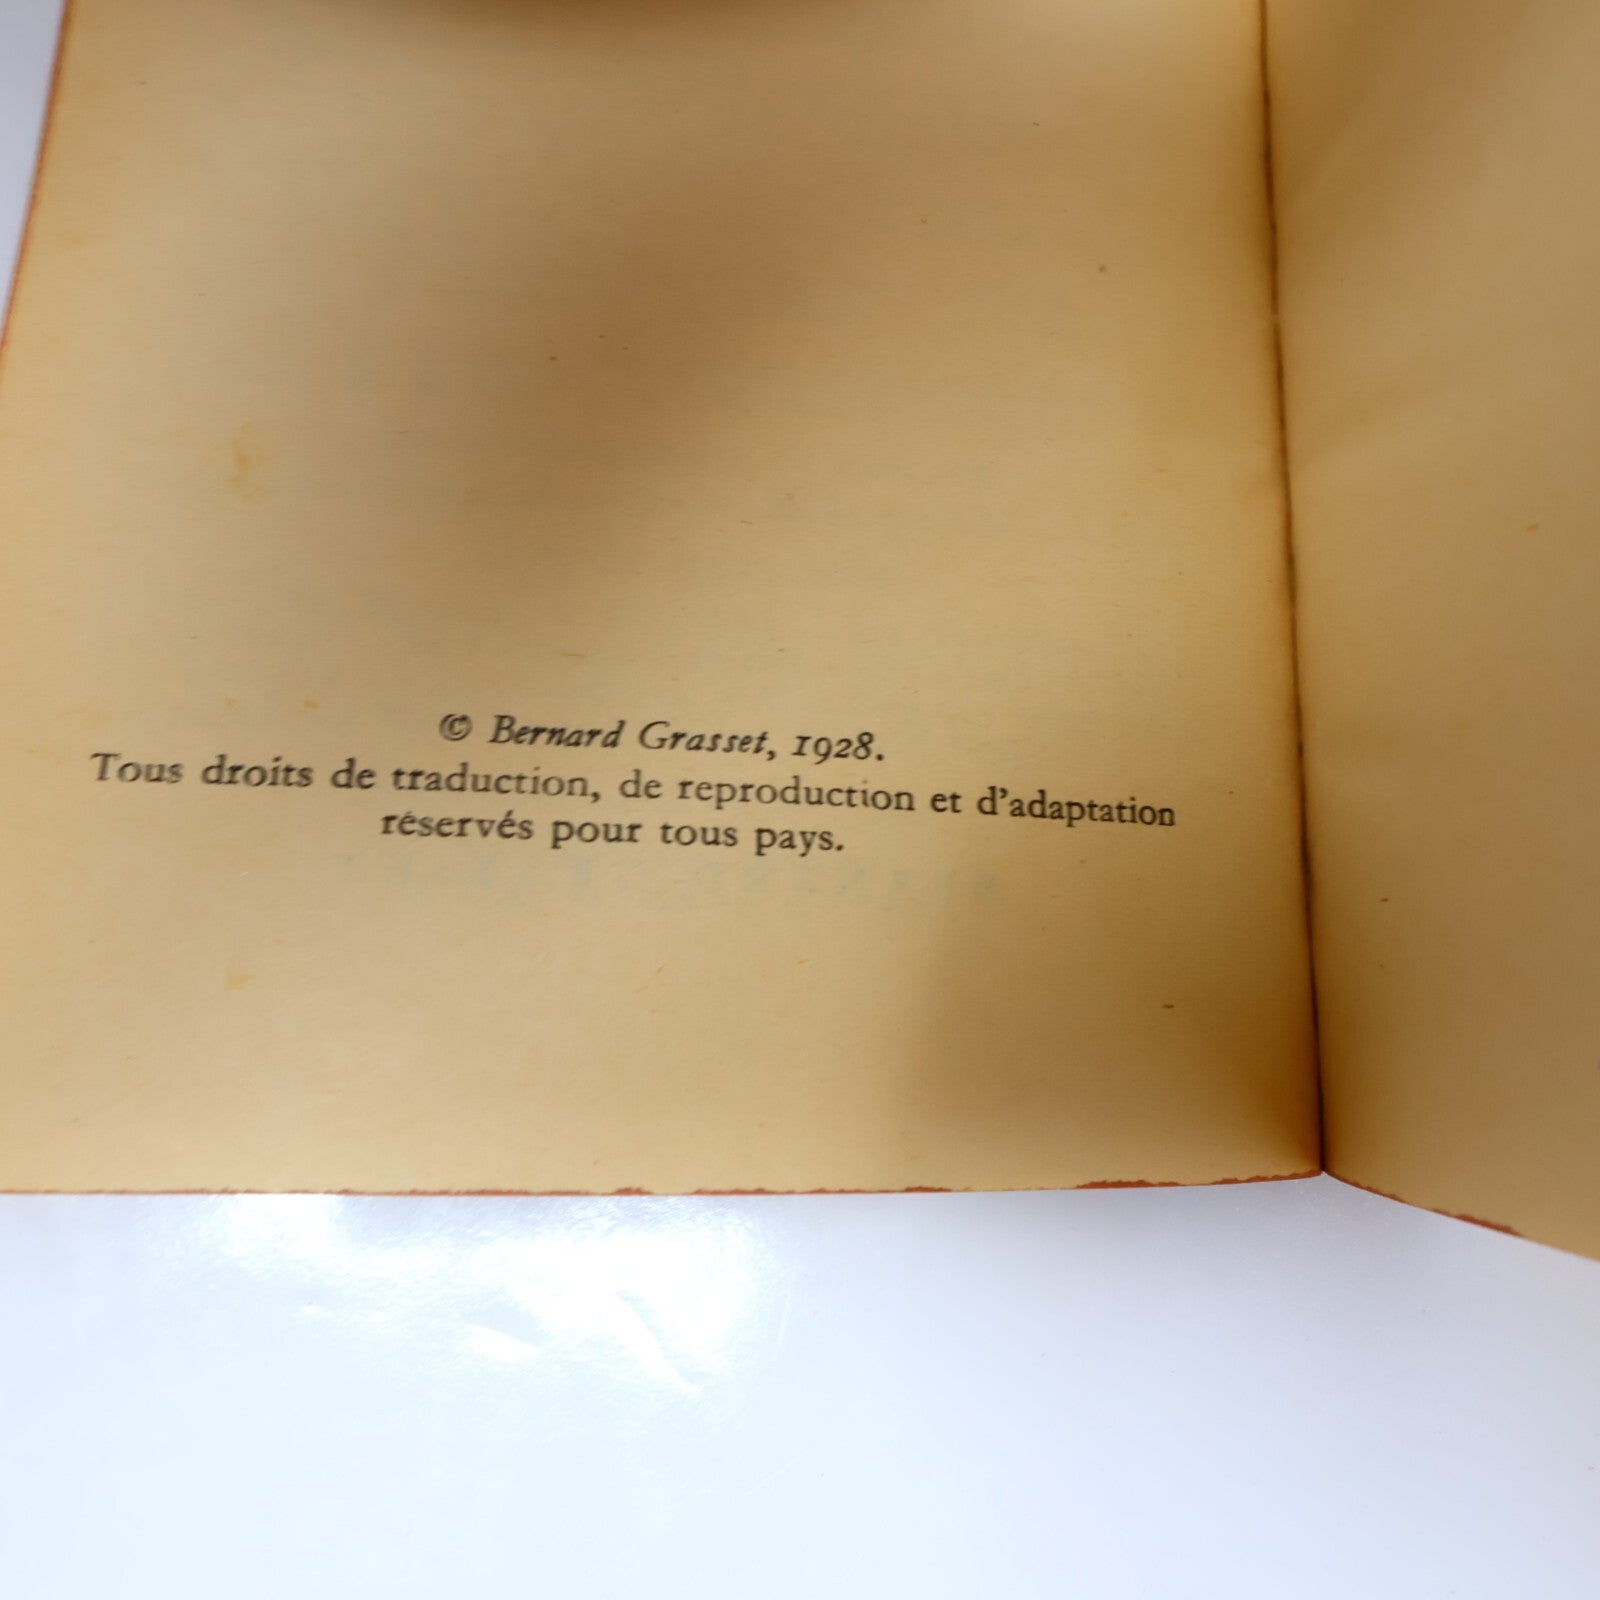 © Bernard Grasset, 1928.
Tous droits de traduction, de reproduction et d'adaptation
réservés pour tous pays.